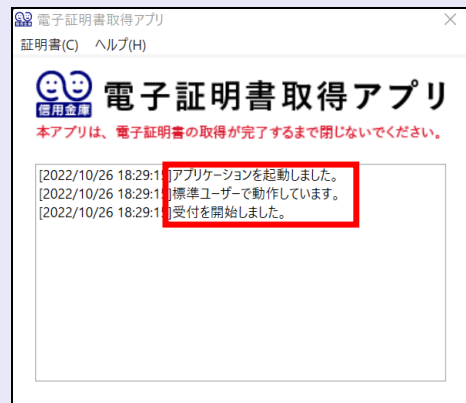 電子証明書取得アプリ
証明書(C) ヘルプ(H)
信用金庫
電子証明書取得アプリ
本アプリは、電子証明書の取得が完了するまで閉じないでください。
[2022/10/26 18:29:15]アプリケーションを起動しました。
[2022/10/26 18:29:15]標準ユーザーで動作しています。
[2022/10/26 18:29:15]受付を開始しました。